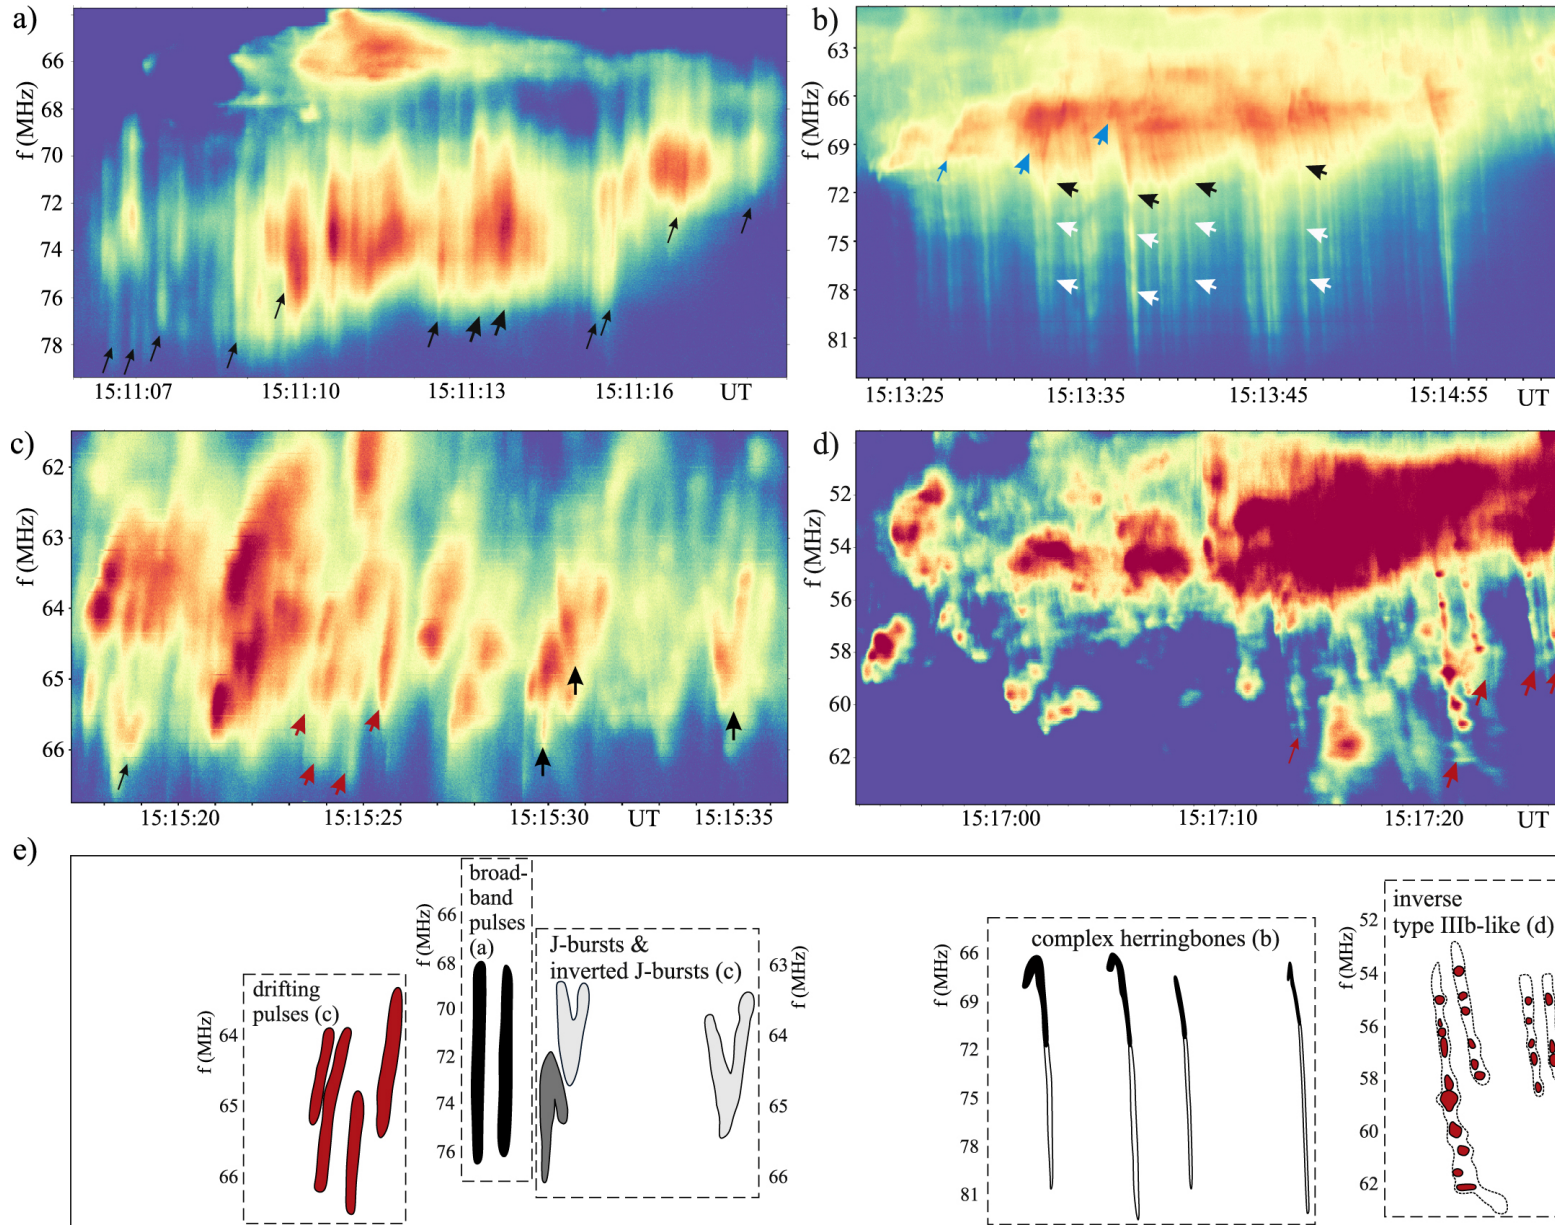 a)
f (MHz)
66
68
70
72
74
76
78
15:11:07
15:11:10
15:11:13
15:11:16
UT
b)
f (MHz)
63
66
69
72
75
78
81
15:13:25
15:13:35
15:13:45
15:14:55
UT
c)
f (MHz)
62
63
64
65
66
15:15:20
15:15:25
15:15:30
UT
15:15:35
d)
f (MHz)
52
54
56
58
60
62
15:17:00
15:17:10
15:17:20
UT
e)
drifting
pulses (c)
f (MHz)
64
65
66
broad-
band
pulses
(a)
f (MHz)
66
68
70
72
74
76
J-bursts &
inverted J-bursts (c)
63
64
65
66
f (MHz)
complex herringbones (b)
f (MHz)
66
69
72
75
78
81
inverse
type IIIb-like (d)
f (MHz)
52
54
56
58
60
62